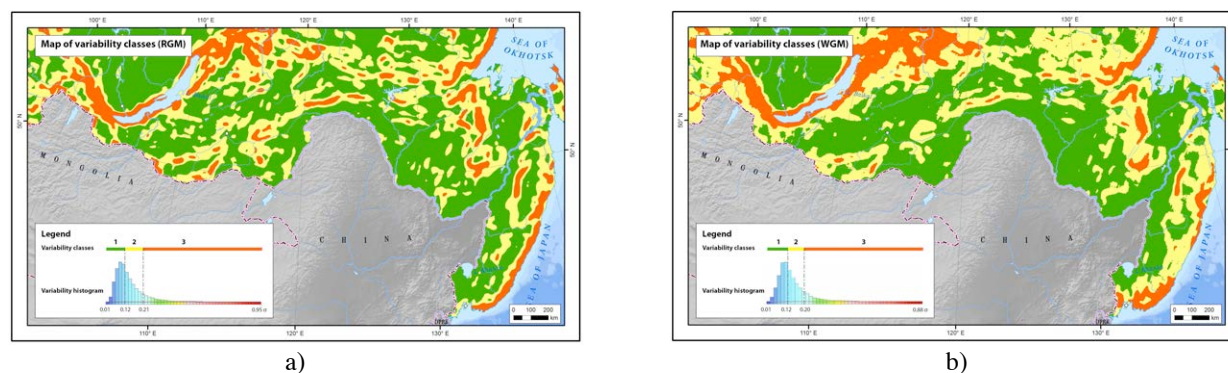 100° E 110° E 120° E 130° E 140° E
Map of variability classes (RGM)
SEA OF
OKHOTSK
50° N
50° N
MONGOLIA
CHINA
SEA OF JAPAN
Legend
1 2 3
Variability classes
Variability histogram
0.01 0.12 0.21 0.95 σ
0 100 200
km
DPRK
110° E 120° E 130° E
a)
100° E 110° E 120° E 130° E 140° E
Map of variability classes (WGM)
SEA OF
OKHOTSK
50° N
50° N
MONGOLIA
CHINA
SEA OF JAPAN
Legend
1 2 3
Variability classes
Variability histogram
0.01 0.12 0.20 0.88 σ
0 100 200
km
DPRK
110° E 120° E 130° E
b)